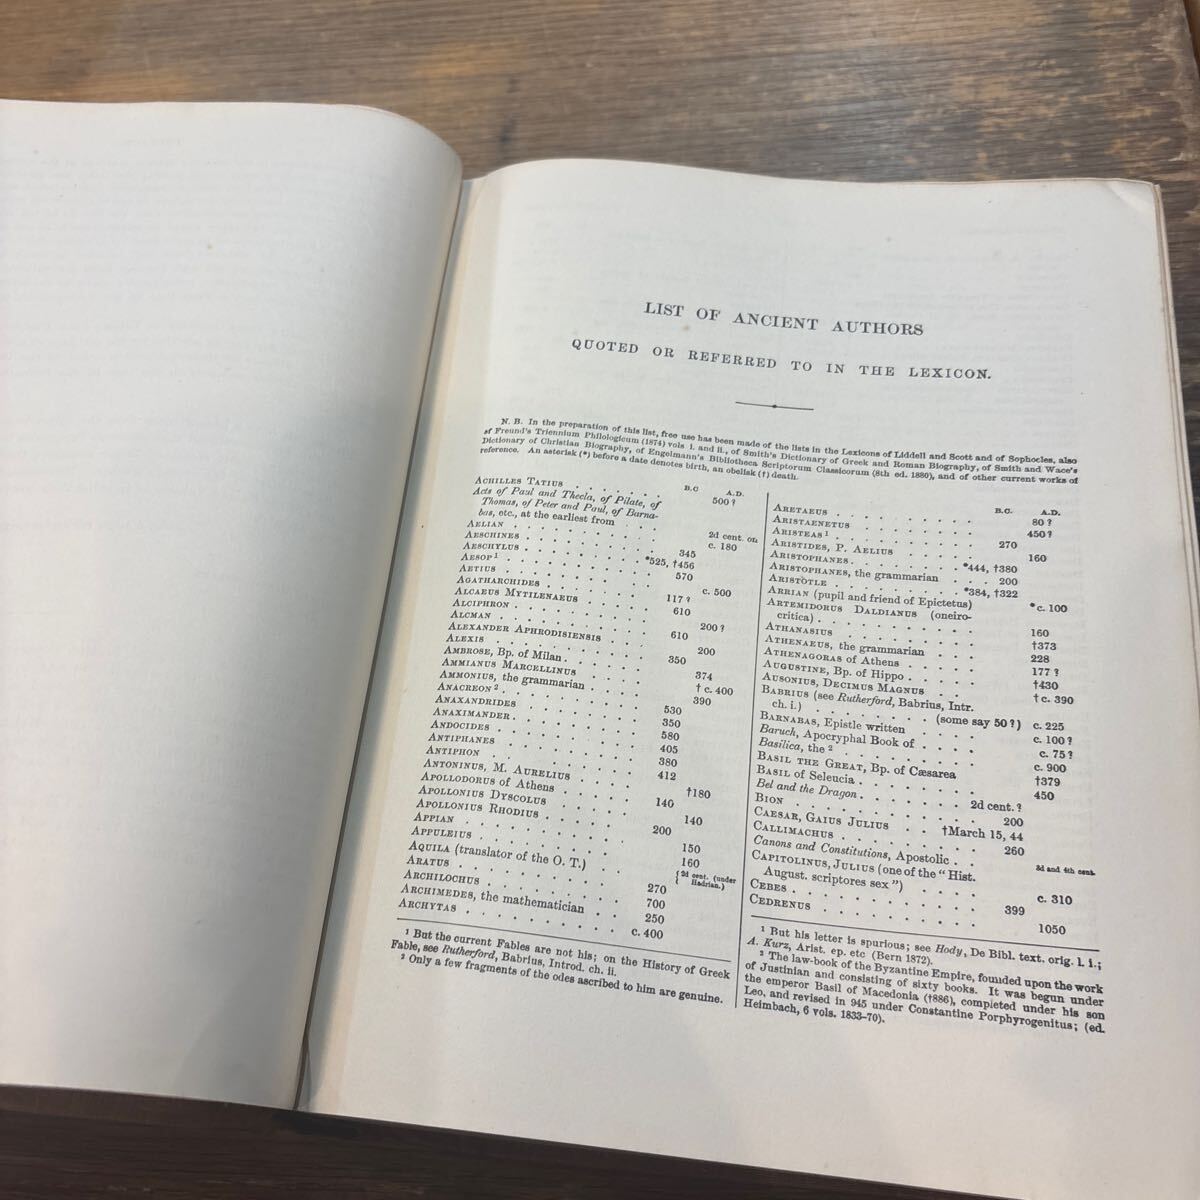 LIST OF ANCIENT AUTHORS
QUOTED OR REFERRED TO IN THE LEXICON.
N. B. In the preparation of this list, free use has been made of the lists in the Lexicons of Liddell and Scott and of Sophocles, also
of Freund's Triennium Philologicum (1874) vols i. and ii., of Smith's Dictionary of Greek and Roman Biography, of Smith and Wace's
Dictionary of Christian Biography, of Engelmann's Bibliotheca Scriptorum Classicorum (8th ed. 1880), and of other current works of
reference. An asterisk (*) before a date denotes birth, an obelisk (†) death.
B.C. A.D.
ACHILLES TATIUS . . . . . . . 500?
Acts of Paul and Thecla, of Pilate, of
Thomas, of Peter and Paul, of Barna-
bas, etc., at the earliest from . . . 2d cent. on
AELIAN . . . . . . . . . c. 180
AESCHINES . . . . . . . . 345
AESCHYLUS . . . . . . . . *525, †456
AESOP¹ . . . . . . . . . 570
AETIUS . . . . . . . . . c. 500
AGATHARCHIDES . . . . . . . 117?
ALCAEUS MYTILENAEUS . . . . . 610
ALCIPHRON . . . . . . . . 200?
ALCMAN . . . . . . . . . 610
ALEXANDER APHRODISIENSIS . . . . 200
ALEXIS . . . . . . . . . 350
AMBROSE, Bp. of Milan . . . . . . 374
AMMIANUS MARCELLINUS . . . . . † c. 400
AMMONIUS, the grammarian . . . . 390
ANACREON² . . . . . . . . 530
ANAXANDRIDES . . . . . . . 350
ANAXIMANDER . . . . . . . 580
ANDOCIDES . . . . . . . . 405
ANTIPHANES . . . . . . . . 380
ANTIPHON . . . . . . . . 412
ANTONINUS, M. AURELIUS . . . . . †180
APOLLODORUS of Athens . . . . . 140
APOLLONIUS DYSCOLUS . . . . . 140
APOLLONIUS RHODIUS . . . . . 200
APPIAN . . . . . . . . . 150
APPULEIUS . . . . . . . . 160
AQUILA (translator of the O. T.) . . . {2d cent. (under
Hadrian.)
ARATUS . . . . . . . . . 270
ARCHILOCHUS . . . . . . . . 700
ARCHIMEDES, the mathematician . . 250
ARCHYTAS . . . . . . . . c. 400
¹ But the current Fables are not his; on the History of Greek
Fable, see Rutherford, Babrius, Introd. ch. ii.
² Only a few fragments of the odes ascribed to him are genuine.
B.C. A.D.
ARETAEUS . . . . . . . . 80?
ARISTAENETUS . . . . . . . 450?
ARISTEAS¹ . . . . . . . . 270
ARISTIDES, P. AELIUS . . . . . 160
ARISTOPHANES . . . . . . . *444, †380
ARISTOPHANES, the grammarian . . . 200
ARISTOTLE . . . . . . . . *384, †322
ARRIAN (pupil and friend of Epictetus) *c. 100
ARTEMIDORUS DALDIANUS (oneiro-
critica) . . . . . . . . . 160
ATHANASIUS . . . . . . . . †373
ATHENAEUS, the grammarian . . . . 228
ATHENAGORAS of Athens . . . . . 177?
AUGUSTINE, Bp. of Hippo . . . . . †430
AUSONIUS, DECIMUS MAGNUS . . † c. 390
BABRIUS (see Rutherford, Babrius, Intr.
ch. i.) . . . . . . (some say 50?) c. 225
BARNABAS, Epistle written . . . . c. 100?
Baruch, Apocryphal Book of . . . . c. 75?
Basilica, the² . . . . . . . c. 900
BASIL THE GREAT, Bp. of Cæsarea †379
BASIL of Seleucia . . . . . . . 450
Bel and the Dragon . . . . . . 2d cent.?
BION . . . . . . . . . . 200
CAESAR, GAIUS JULIUS . . †March 15, 44
CALLIMACHUS . . . . . . . 260
Canons and Constitutions, Apostolic . . 3d and 4th cent.
CAPITOLINUS, JULIUS (one of the "Hist.
August. scriptores sex") . . . . c. 310
CEBES . . . . . . . . . 399
CEDRENUS . . . . . . . . 1050
¹ But his letter is spurious; see Hody, De Bibl. text. orig. l. i.;
A. Kurz, Arist. ep. etc (Bern 1872).
² The law-book of the Byzantine Empire, founded upon the work
of Justinian and consisting of sixty books. It was begun under
the emperor Basil of Macedonia (†886), completed under his son
Leo, and revised in 945 under Constantine Porphyrogenitus; (ed.
Heimbach, 6 vols. 1833-70).